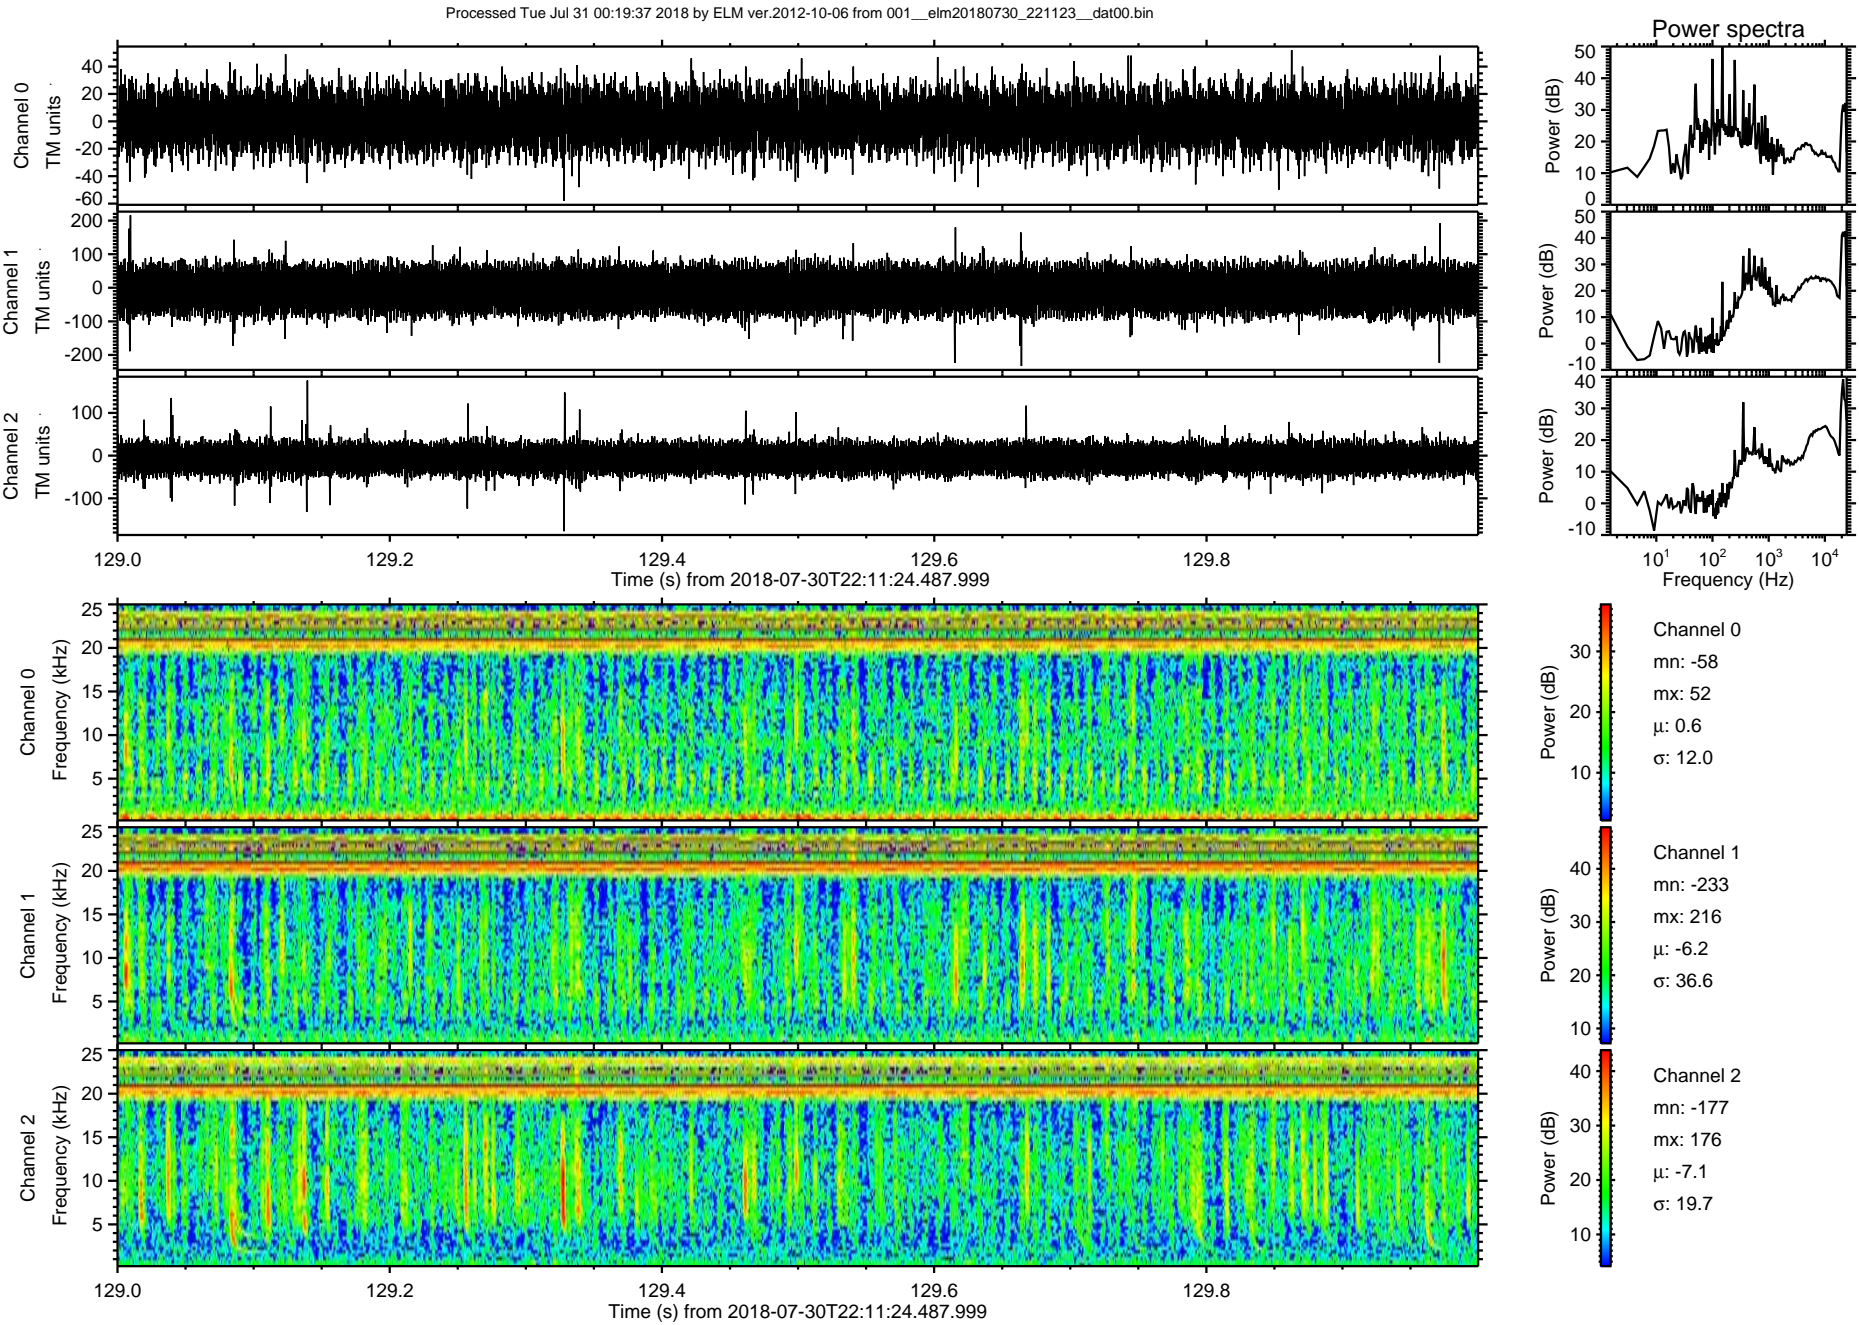 Processed Tue Jul 31 00:19:37 2018 by ELM ver.2012-10-06 from 001__elm20180730_221123__dat00.bin
Power spectra
Channel 0
TM units
40
20
0
-20
-40
-60
Power (dB)
50
40
30
20
10
0
Channel 1
TM units
200
100
0
-100
-200
Power (dB)
50
40
30
20
10
0
-10
Channel 2
TM units
100
0
-100
Power (dB)
40
30
20
10
0
-10
129.0 129.2 129.4 129.6 129.8
Time (s) from 2018-07-30T22:11:24.487.999
10^1 10^2 10^3 10^4
Frequency (Hz)
Channel 0
Frequency (kHz)
25
20
15
10
5
Power (dB)
30
20
10
Channel 0
mn: -58
mx: 52
μ: 0.6
σ: 12.0
Channel 1
Frequency (kHz)
25
20
15
10
5
Power (dB)
40
30
20
10
Channel 1
mn: -233
mx: 216
μ: -6.2
σ: 36.6
Channel 2
Frequency (kHz)
25
20
15
10
5
Power (dB)
40
30
20
10
Channel 2
mn: -177
mx: 176
μ: -7.1
σ: 19.7
129.0 129.2 129.4 129.6 129.8
Time (s) from 2018-07-30T22:11:24.487.999